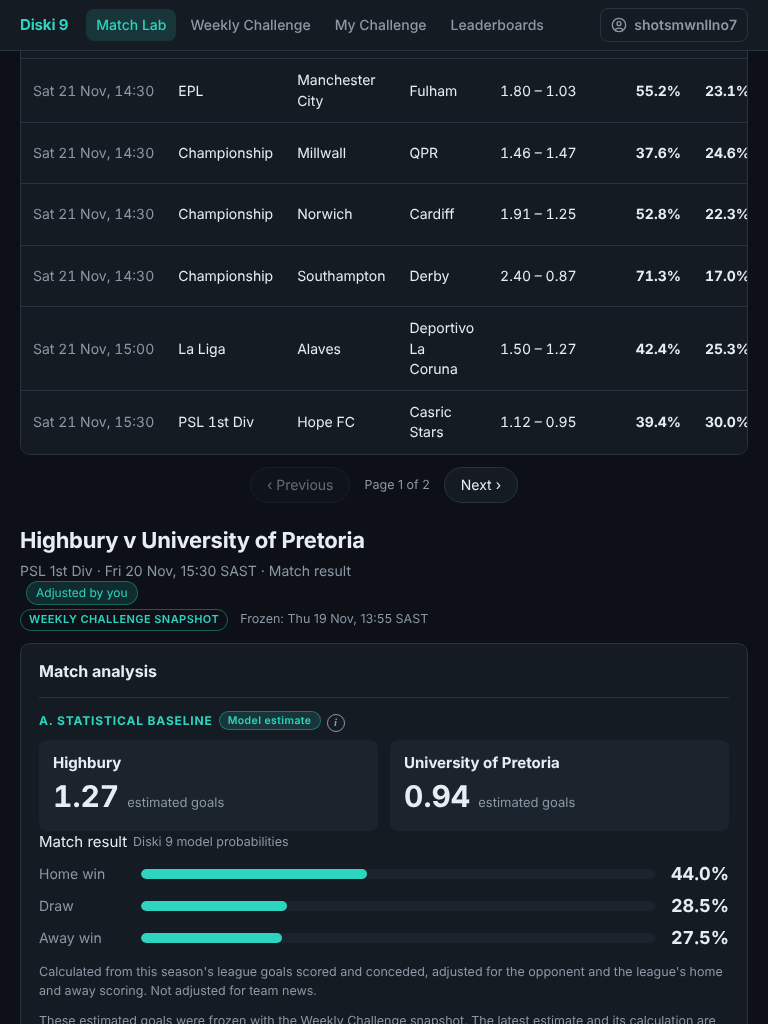 Diski 9 Match Lab Weekly Challenge My Challenge Leaderboards shotsmwnllno7
Sat 21 Nov, 14:30 EPL Manchester City Fulham 1.80 – 1.03 55.2% 23.1%
Sat 21 Nov, 14:30 Championship Millwall QPR 1.46 – 1.47 37.6% 24.6%
Sat 21 Nov, 14:30 Championship Norwich Cardiff 1.91 – 1.25 52.8% 22.3%
Sat 21 Nov, 14:30 Championship Southampton Derby 2.40 – 0.87 71.3% 17.0%
Sat 21 Nov, 15:00 La Liga Alaves Deportivo La Coruna 1.50 – 1.27 42.4% 25.3%
Sat 21 Nov, 15:30 PSL 1st Div Hope FC Casric Stars 1.12 – 0.95 39.4% 30.0%
‹ Previous Page 1 of 2 Next ›
Highbury v University of Pretoria
PSL 1st Div · Fri 20 Nov, 15:30 SAST · Match result
Adjusted by you
WEEKLY CHALLENGE SNAPSHOT Frozen: Thu 19 Nov, 13:55 SAST
Match analysis
A. STATISTICAL BASELINE Model estimate i
Highbury
1.27 estimated goals
University of Pretoria
0.94 estimated goals
Match result Diski 9 model probabilities
Home win 44.0%
Draw 28.5%
Away win 27.5%
Calculated from this season's league goals scored and conceded, adjusted for the opponent and the league's home
and away scoring. Not adjusted for team news.
These estimated goals were frozen with the Weekly Challenge snapshot. The latest estimate and its calculation are